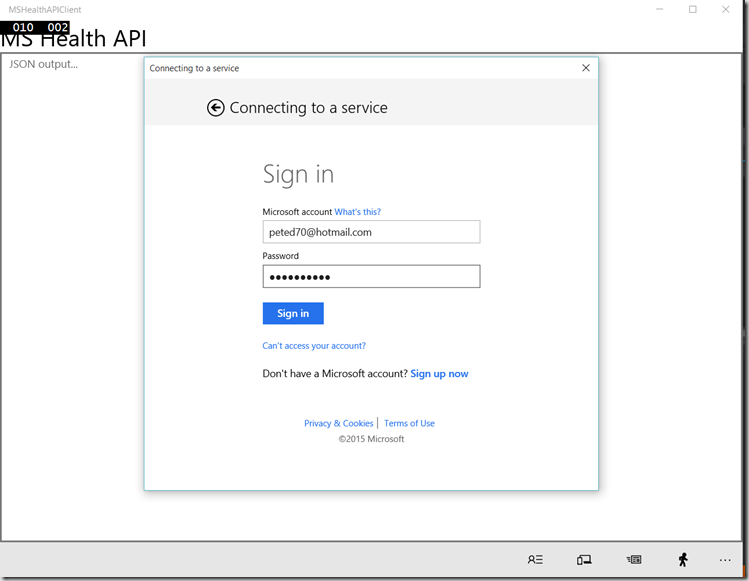 MSHealthAPIClient
010 002
MS Health API
JSON output...
Connecting to a service
Connecting to a service
Sign in
Microsoft account What's this?
peted70@hotmail.com
Password
●●●●●●●●●●
Sign in
Can't access your account?
Don't have a Microsoft account? Sign up now
Privacy & Cookies | Terms of Use
©2015 Microsoft
...